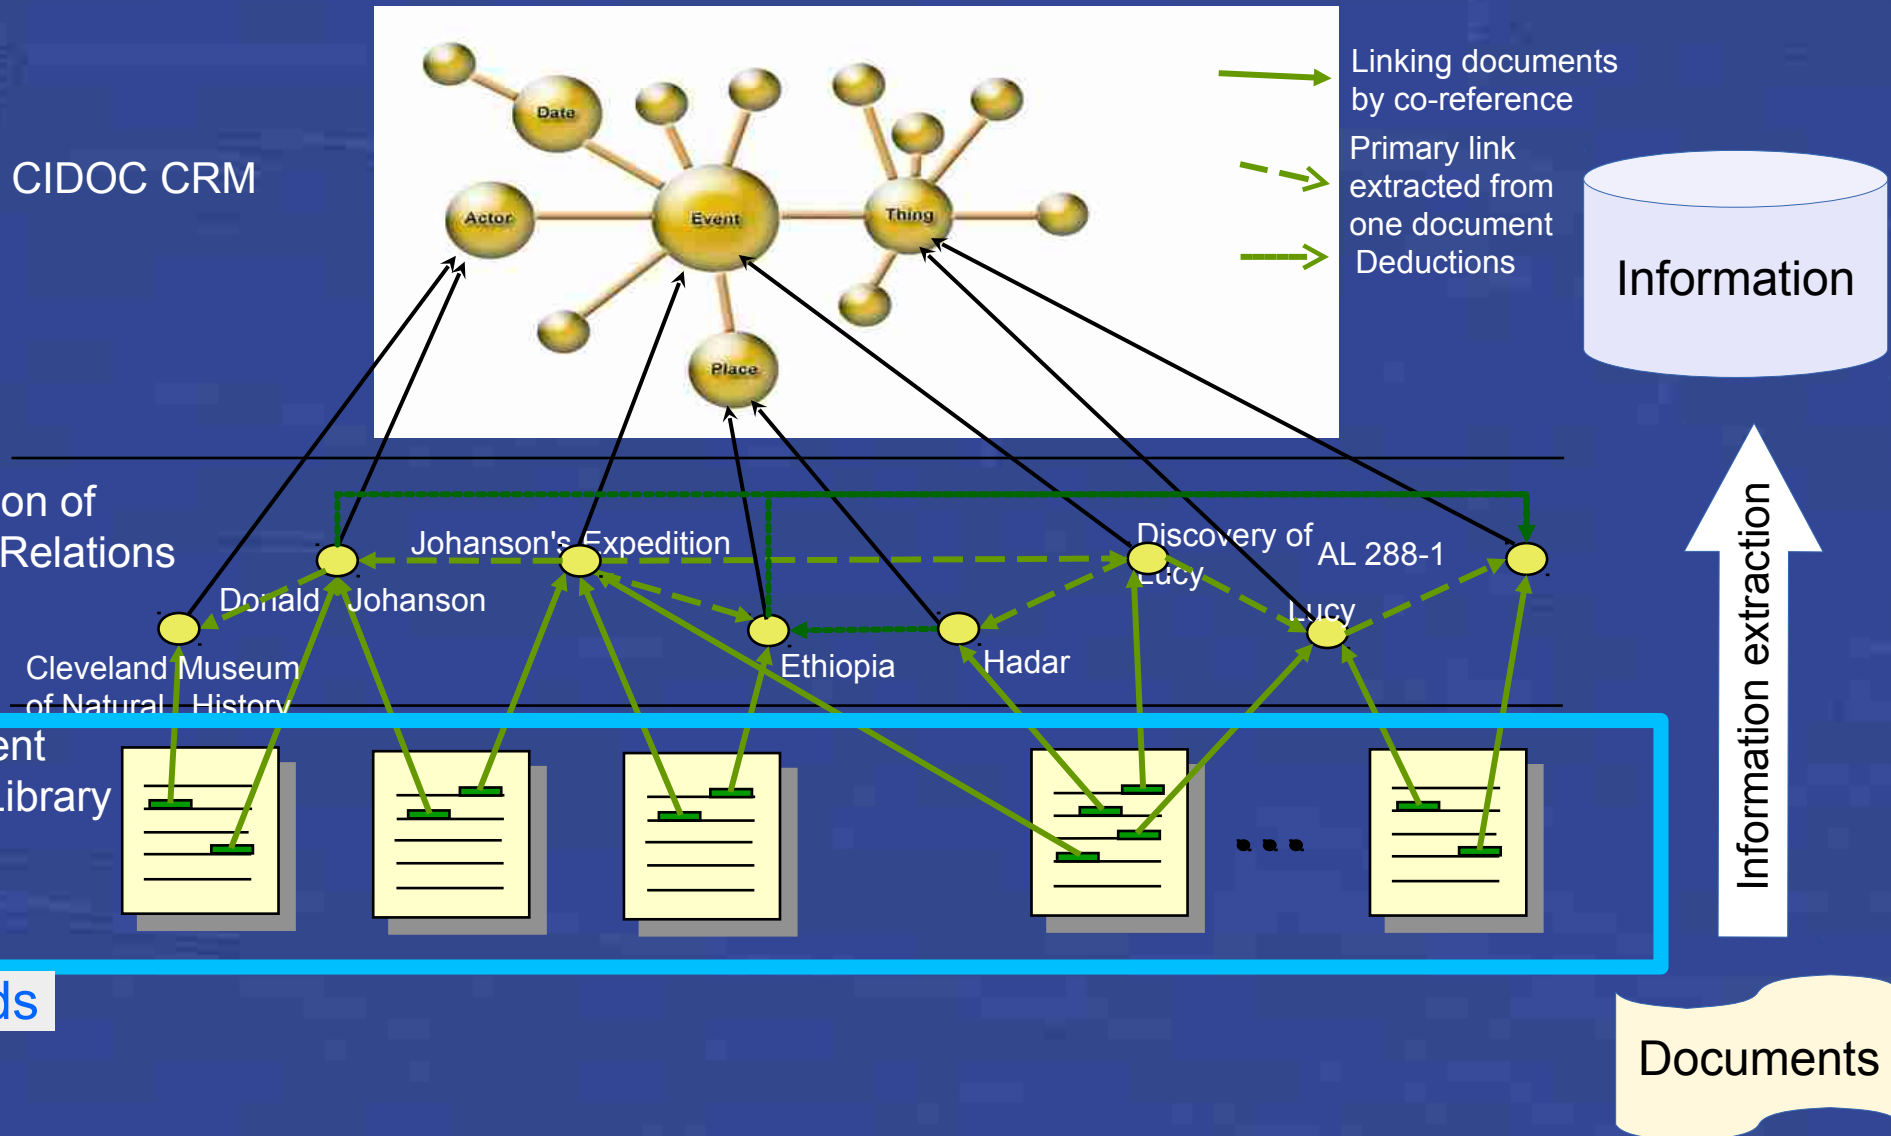 Linking documents
by co-reference
Primary link
extracted from
one document
Deductions
CIDOC CRM
Date
Actor
Event
Thing
Place
Information
on of
Relations
Johanson's Expedition
Discovery of
Lucy
AL 288-1
Donald Johanson
Lucy
Cleveland Museum
of Natural History
Ethiopia
Hadar
Information extraction
ent
Library
ds
Documents